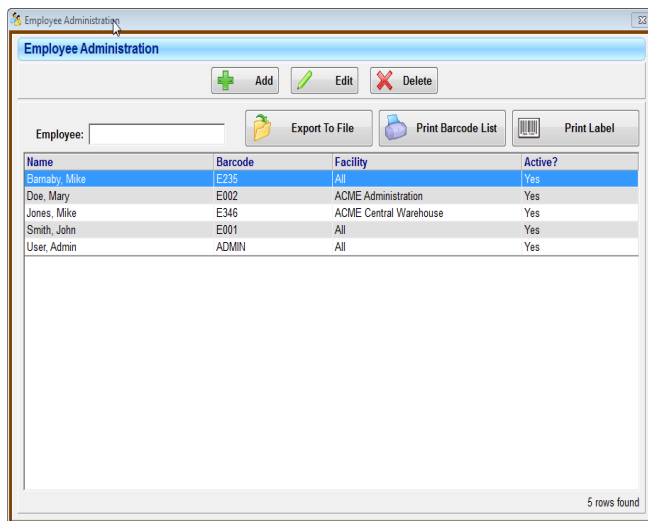 Employee Administration
Employee Administration
Add Edit Delete
Employee: Export To File Print Barcode List Print Label
Name Barcode Facility Active?
Barnaby, Mike E235 All Yes
Doe, Mary E002 ACME Administration Yes
Jones, Mike E346 ACME Central Warehouse Yes
Smith, John E001 All Yes
User, Admin ADMIN All Yes
5 rows found